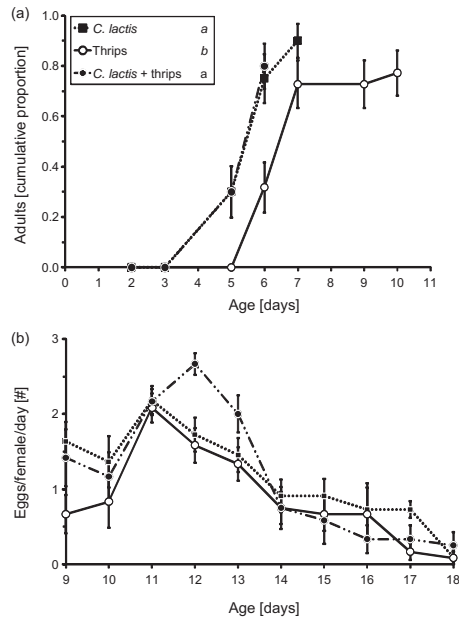 (a)
C. lactis a
Thrips b
C. lactis + thrips a
Adults [cumulative proportion]
1.0
0.8
0.6
0.4
0.2
0.0
0 1 2 3 4 5 6 7 8 9 10 11
Age [days]
(b)
Eggs/female/day [#]
3
2
1
0
9 10 11 12 13 14 15 16 17 18
Age [days]